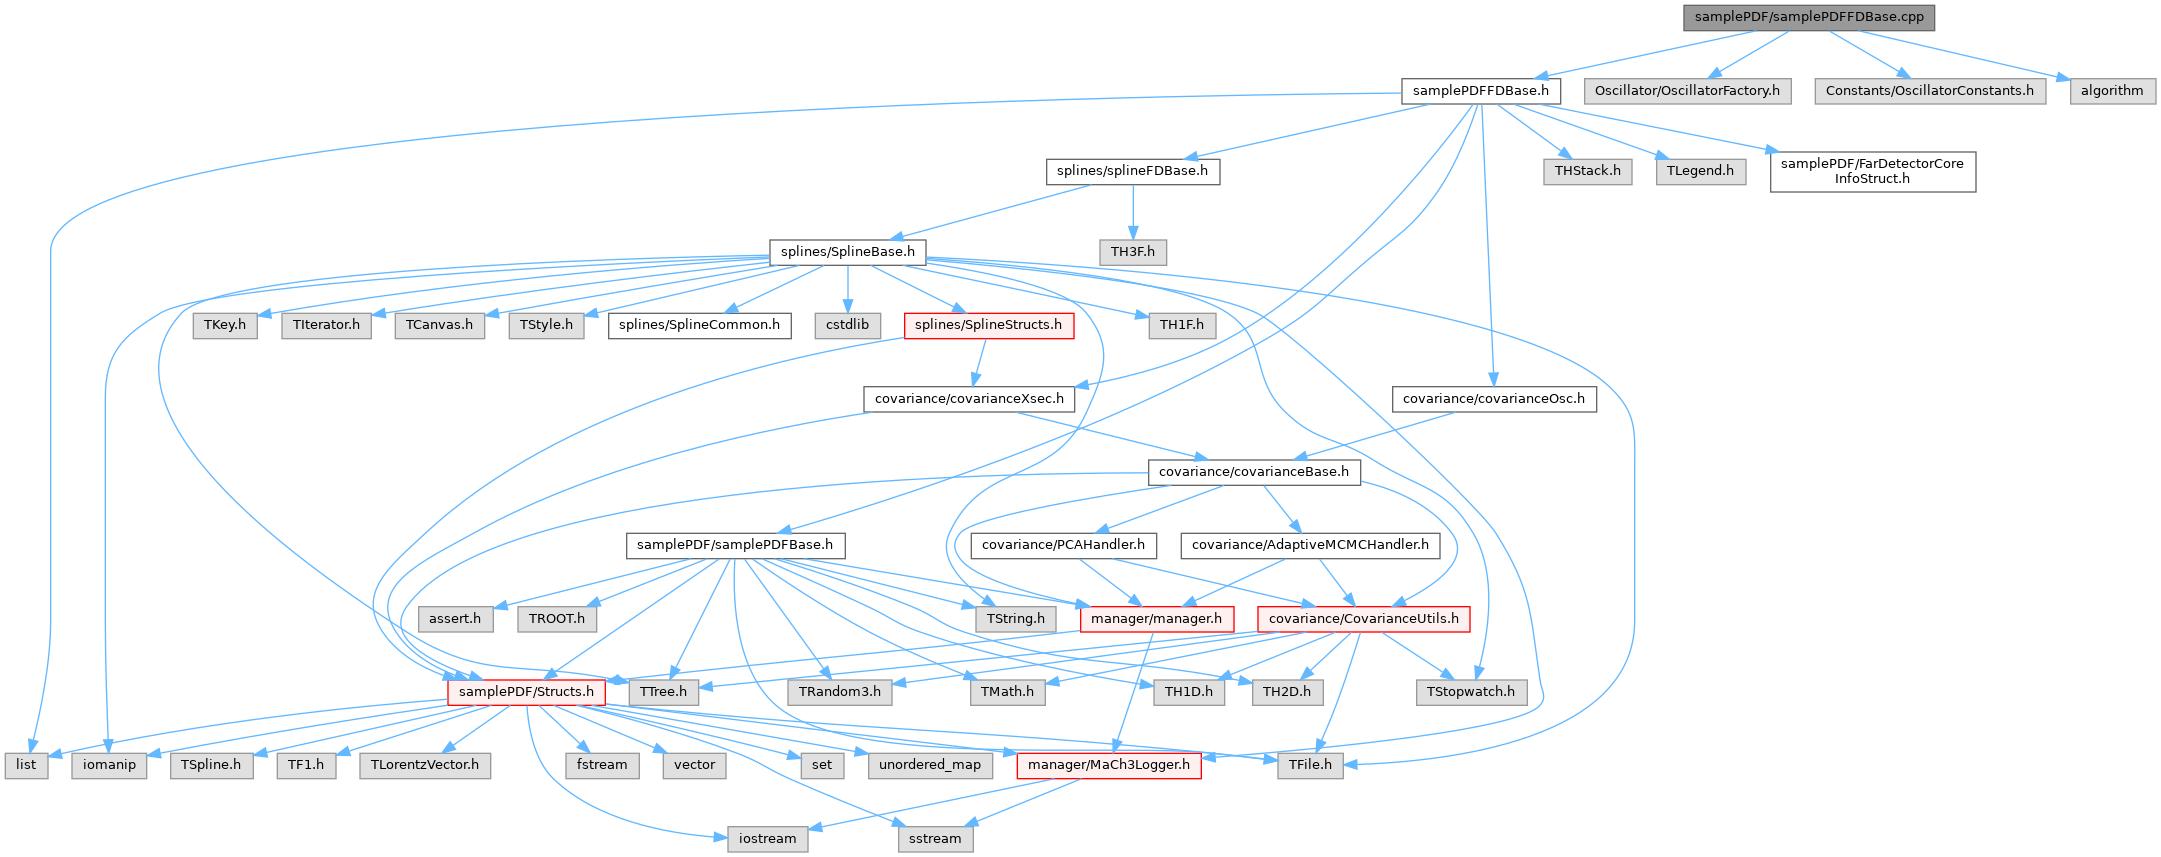 samplePDF/samplePDFFDBase.cpp
samplePDFFDBase.h
Oscillator/OscillatorFactory.h
Constants/OscillatorConstants.h
algorithm
splines/splineFDBase.h
THStack.h
TLegend.h
samplePDF/FarDetectorCore
InfoStruct.h
splines/SplineBase.h
TH3F.h
TKey.h
TIterator.h
TCanvas.h
TStyle.h
splines/SplineCommon.h
cstdlib
splines/SplineStructs.h
TH1F.h
covariance/covarianceXsec.h
covariance/covarianceOsc.h
covariance/covarianceBase.h
samplePDF/samplePDFBase.h
covariance/PCAHandler.h
covariance/AdaptiveMCMCHandler.h
assert.h
TROOT.h
TString.h
manager/manager.h
covariance/CovarianceUtils.h
samplePDF/Structs.h
TTree.h
TRandom3.h
TMath.h
TH1D.h
TH2D.h
TStopwatch.h
list
iomanip
TSpline.h
TF1.h
TLorentzVector.h
fstream
vector
set
unordered_map
manager/MaCh3Logger.h
TFile.h
iostream
sstream